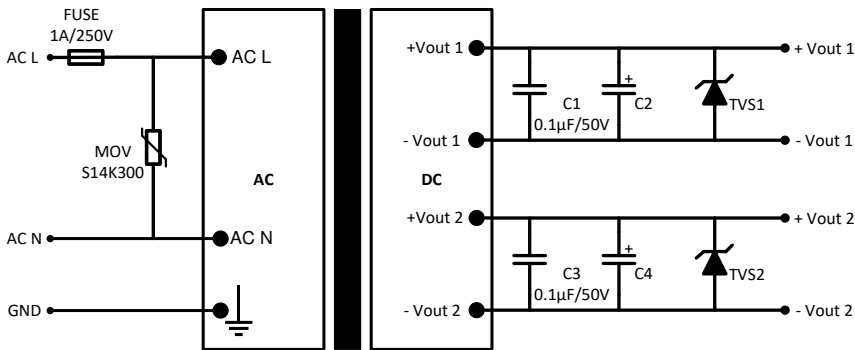 FUSE
1A/250V
AC L
AC L
MOV
S14K300
AC
AC N
AC N
GND
+Vout 1
+ Vout 1
+
C1
C2
0.1µF/50V
TVS1
- Vout 1
- Vout 1
DC
+Vout 2
+ Vout 2
+
C3
C4
0.1µF/50V
TVS2
- Vout 2
- Vout 2